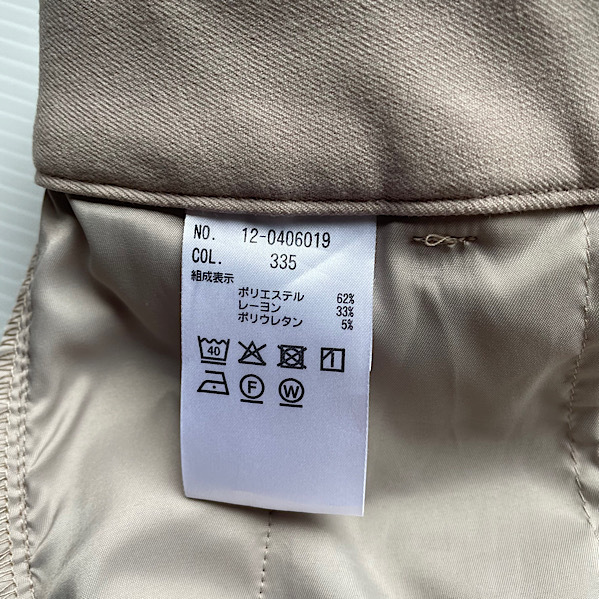 NO. 12-0406019
COL. 335
組成表示
ポリエステル 62%
レーヨン 33%
ポリウレタン 5%
40
F W